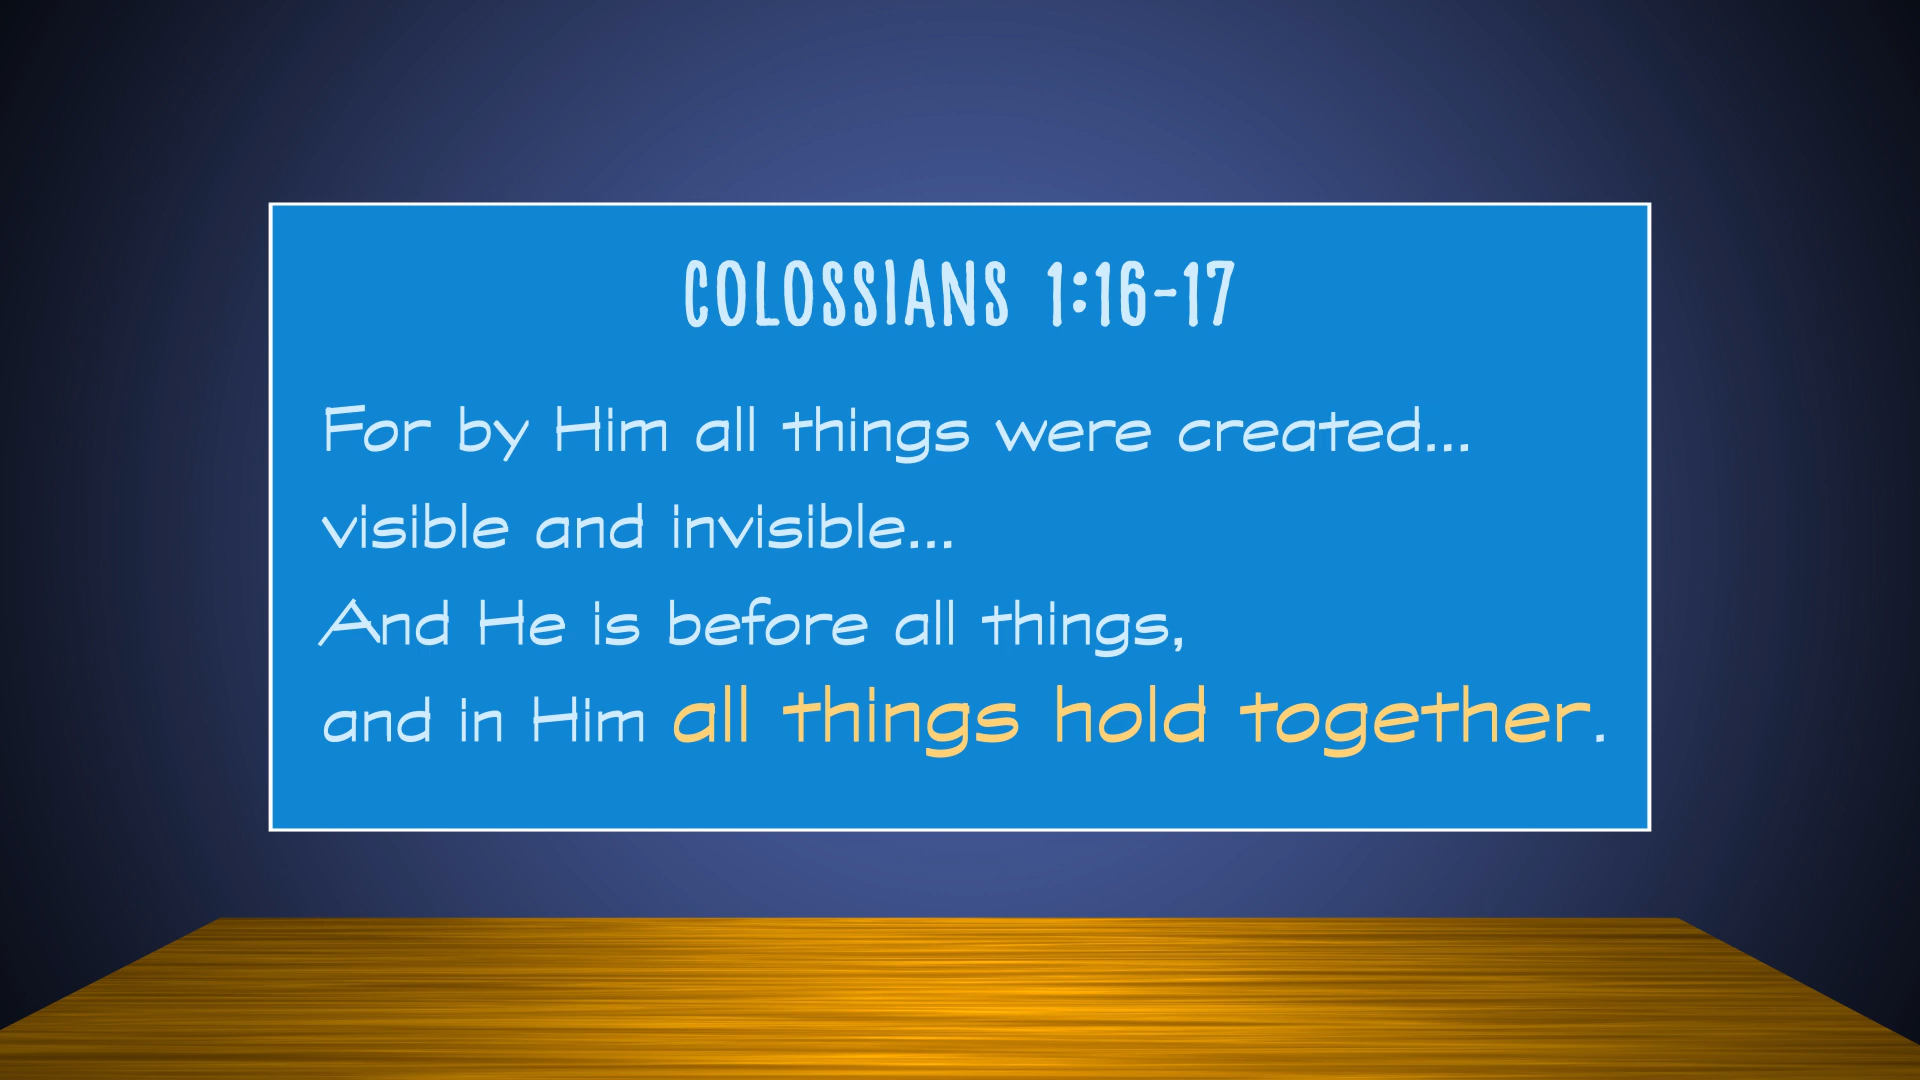 COLOSSIANS 1:16-17
For by Him all things were created...
visible and invisible...
And He is before all things,
and in Him all things hold together.